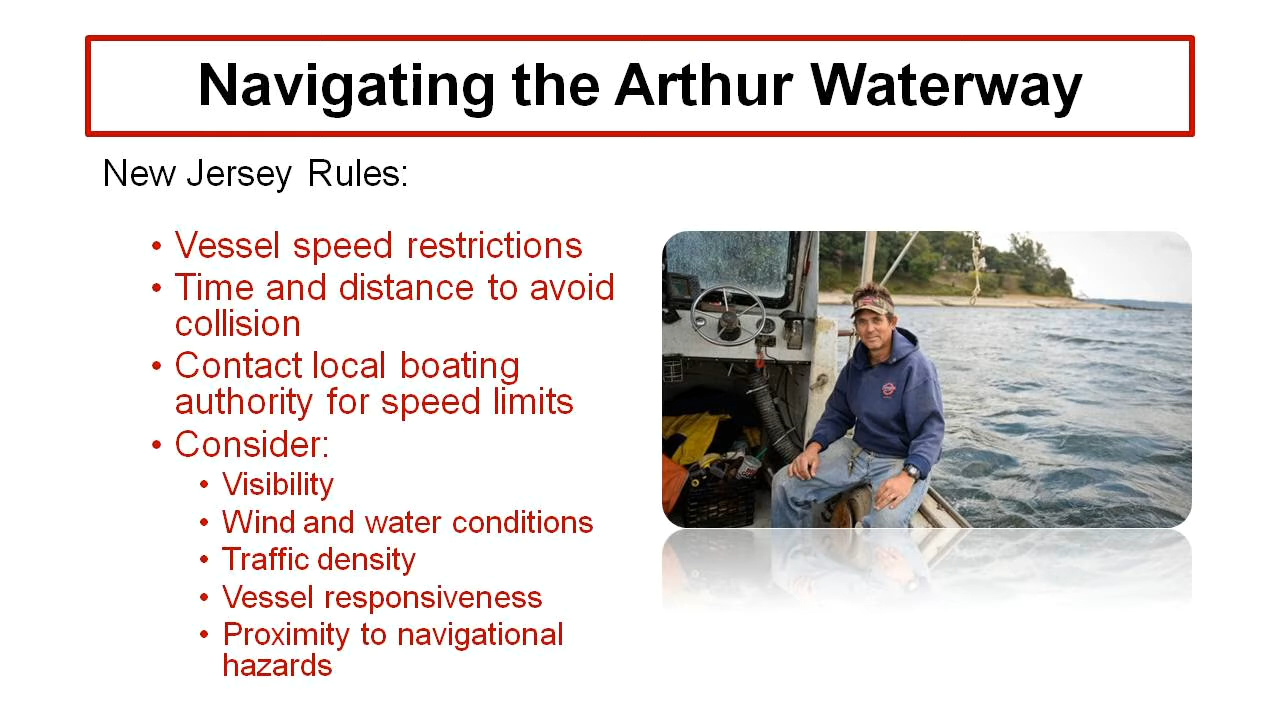 Navigating the Arthur Waterway
New Jersey Rules:
• Vessel speed restrictions
• Time and distance to avoid
collision
• Contact local boating
authority for speed limits
• Consider:
• Visibility
• Wind and water conditions
• Traffic density
• Vessel responsiveness
• Proximity to navigational
hazards